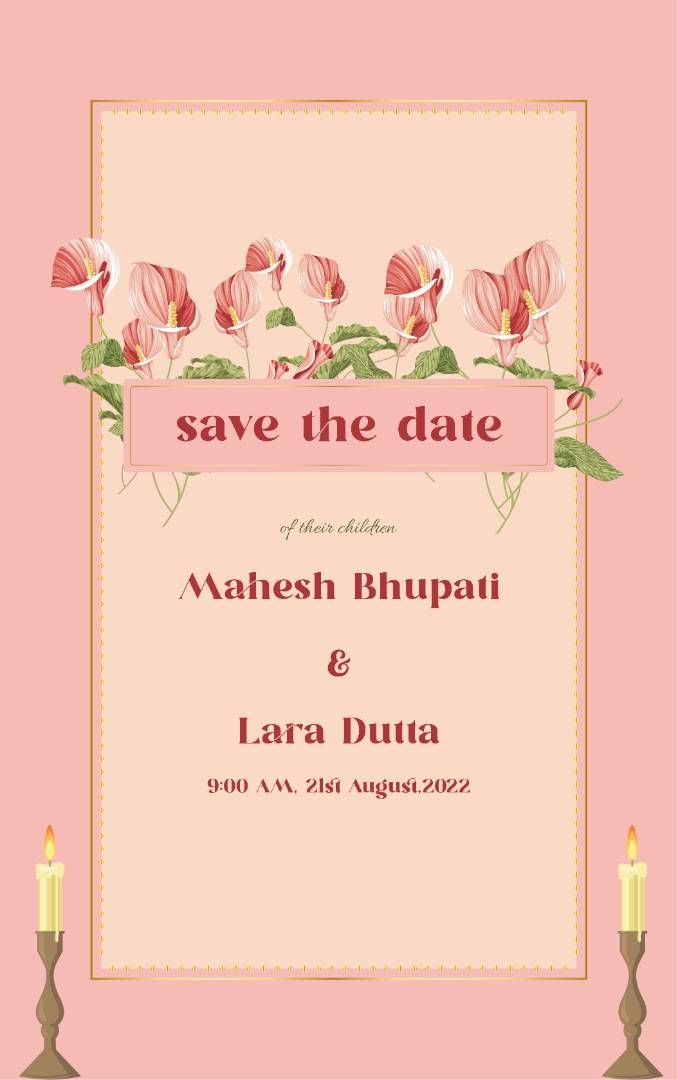 save the date
of their children
Mahesh Bhupati
&
Lara Dutta
9:00 AM, 21st August,2022